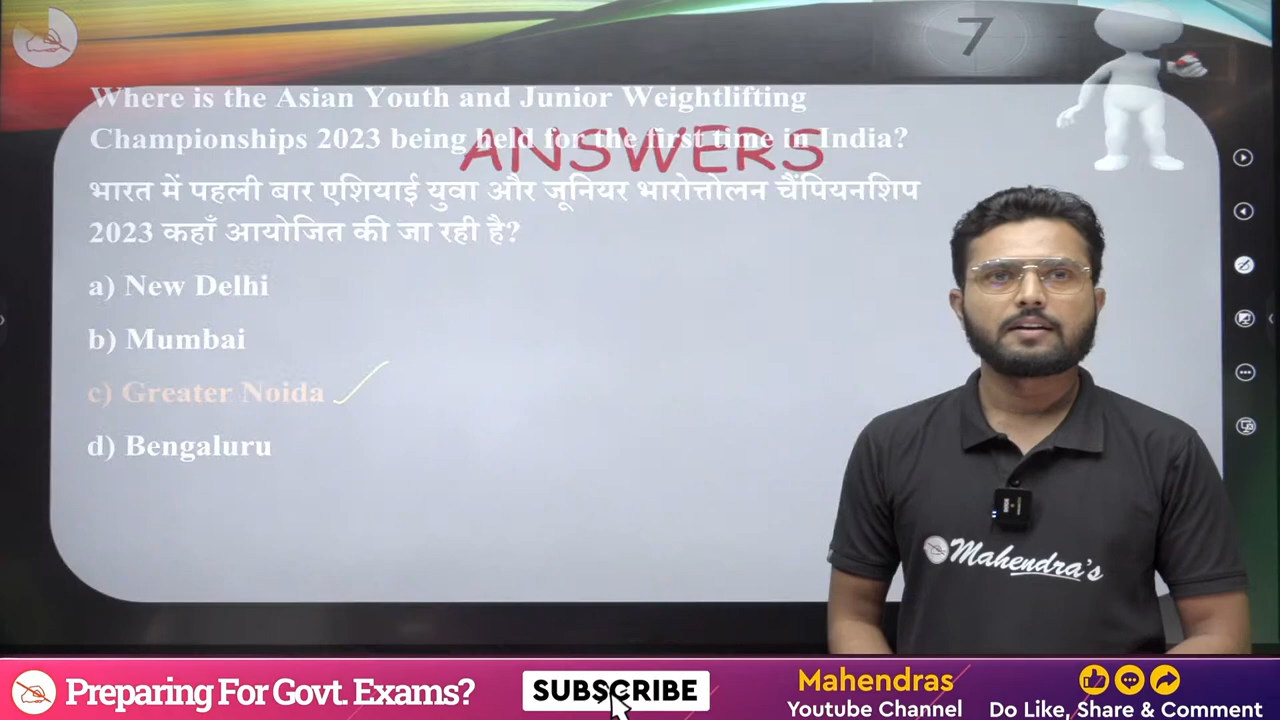 7
Where is the Asian Youth and Junior Weightlifting
Championships 2023 being held for the first time in India?
ANSWERS
भारत में पहली बार एशियाई युवा और जूनियर भारोत्तोलन चैंपियनशिप
2023 कहाँ आयोजित की जा रही है?
a) New Delhi
b) Mumbai
c) Greater Noida
d) Bengaluru
Mahendra's
Preparing For Govt. Exams?
SUBSCRIBE
Mahendras
Youtube Channel
Do Like, Share & Comment